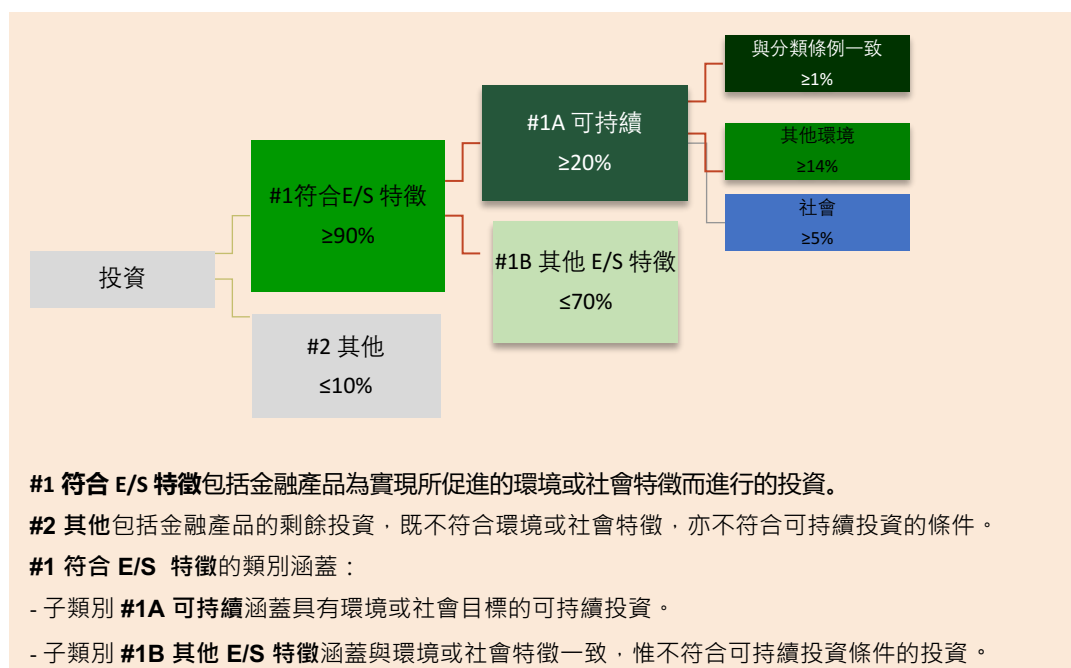 與分類條例一致
≥1%
#1A 可持續
≥20%
其他環境
≥14%
#1符合E/S 特徵
≥90%
社會
≥5%
#1B 其他 E/S 特徵
≤70%
投資
#2 其他
≤10%
#1 符合 E/S 特徵包括金融產品為實現所促進的環境或社會特徵而進行的投資。
#2 其他包括金融產品的剩餘投資，既不符合環境或社會特徵，亦不符合可持續投資的條件。
#1 符合 E/S 特徵的類別涵蓋：
- 子類別 #1A 可持續涵蓋具有環境或社會目標的可持續投資。
- 子類別 #1B 其他 E/S 特徵涵蓋與環境或社會特徵一致，惟不符合可持續投資條件的投資。